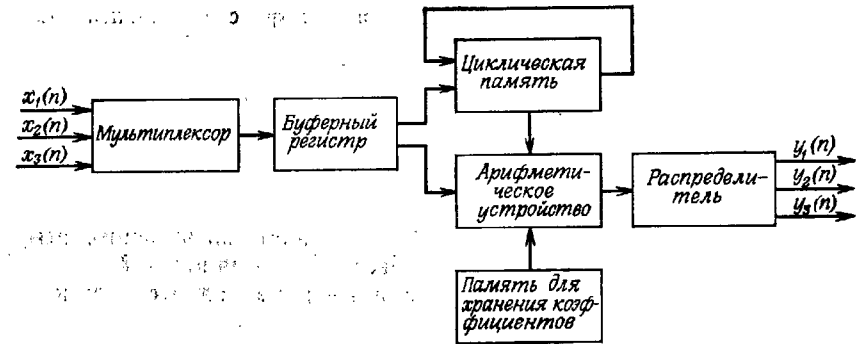 x₁(n)
x₂(n)
x₃(n)
Мультиплексор
Буферный
регистр
Циклическая
память
Арифмети-
ческое
устройство
Память для
хранения коэф-
фициентов
Распредели-
тель
y₁(n)
y₂(n)
y₃(n)